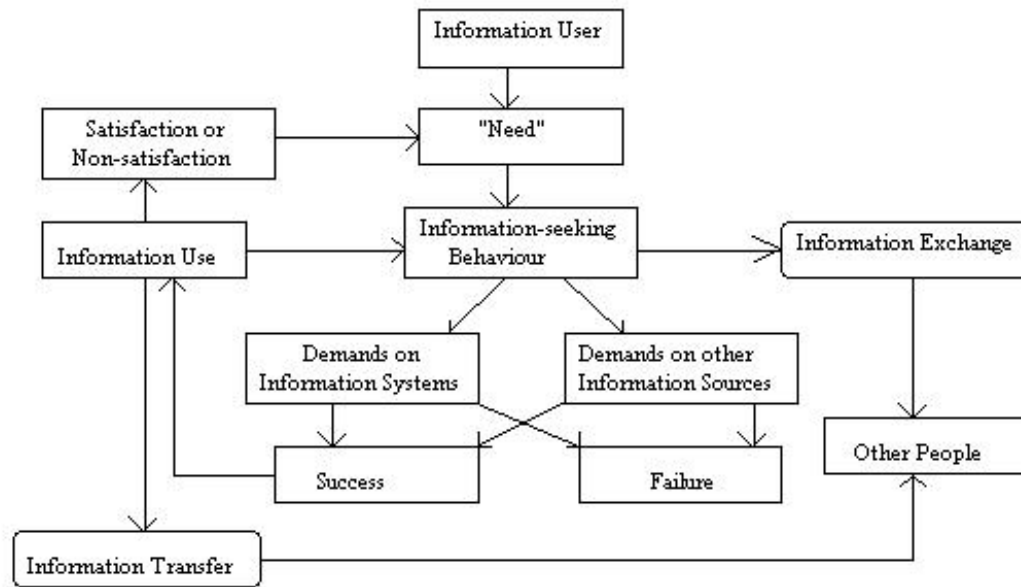 Information User
"Need"
Satisfaction or
Non-satisfaction
Information Use
Information-seeking
Behaviour
Information Exchange
Demands on
Information Systems
Demands on other
Information Sources
Success
Failure
Other People
Information Transfer